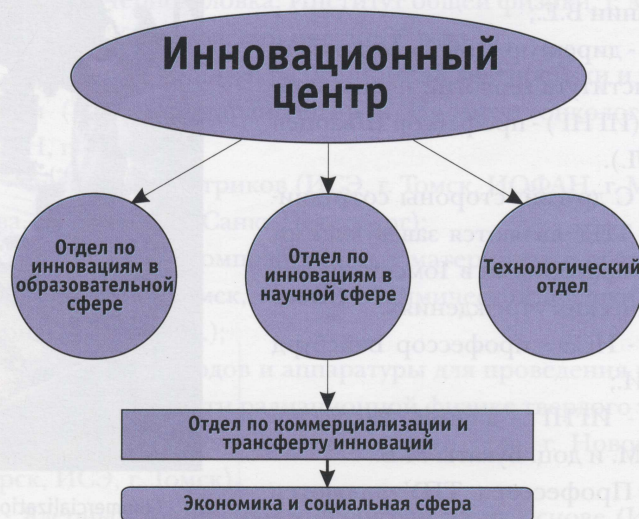 Инновационный
центр
Отдел по
инновациям в
образовательной
сфере
Отдел по
инновациям в
научной сфере
Технологический
отдел
Отдел по коммерциализации и
трансферту инноваций
Экономика и социальная сфера